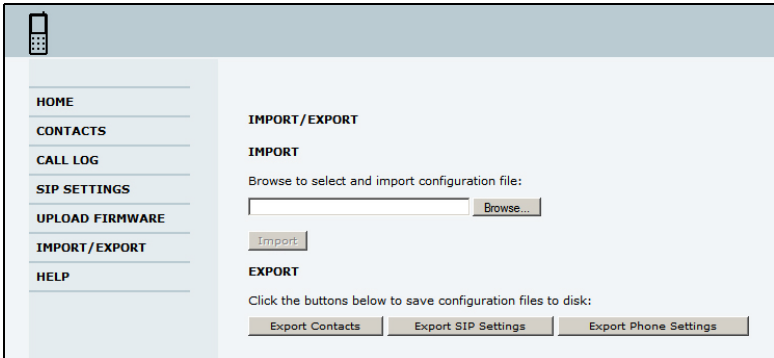 HOME
CONTACTS
CALL LOG
SIP SETTINGS
UPLOAD FIRMWARE
IMPORT/EXPORT
HELP
IMPORT/EXPORT
IMPORT
Browse to select and import configuration file:
Browse...
Import
EXPORT
Click the buttons below to save configuration files to disk:
Export Contacts Export SIP Settings Export Phone Settings